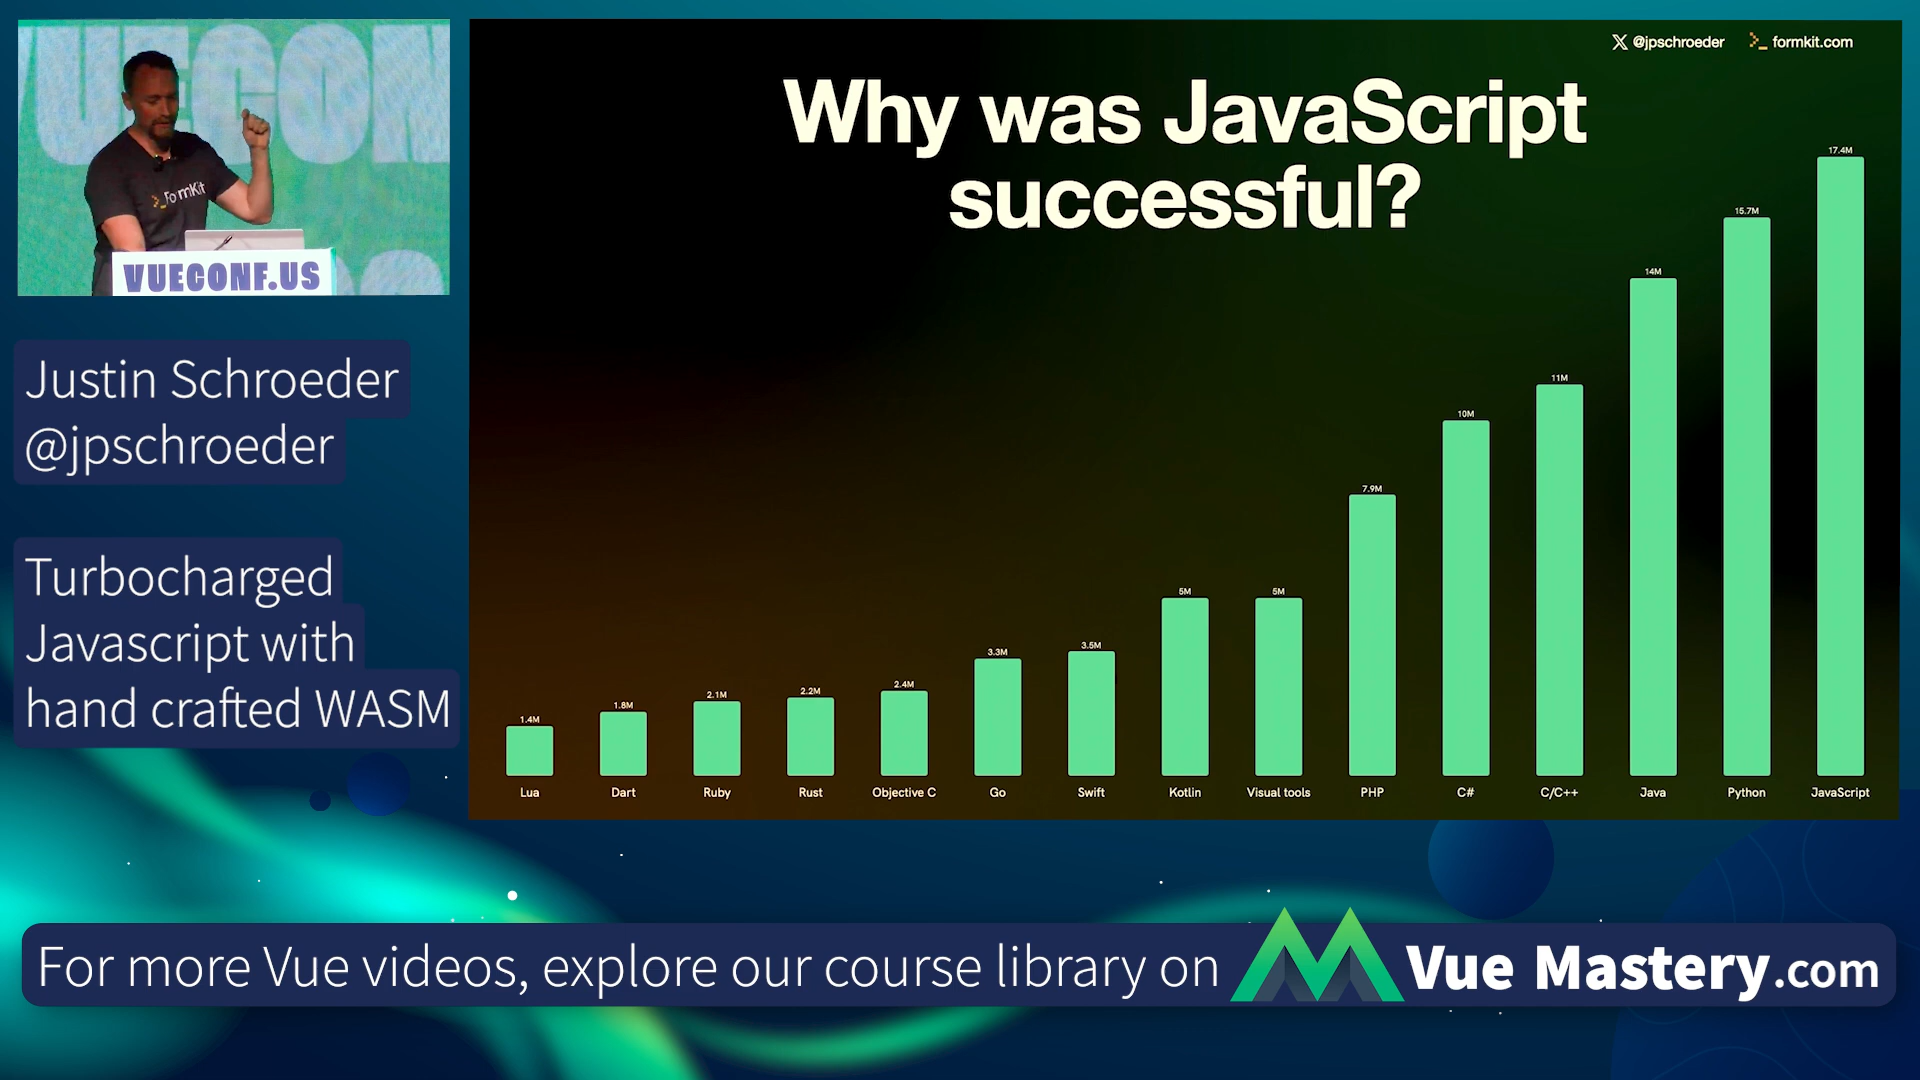 VUECONF.US
FormKit
Justin Schroeder
@jpschroeder
Turbocharged
Javascript with
hand crafted WASM
@jpschroeder
formkit.com
Why was JavaScript
successful?
1.4M
1.8M
2.1M
2.2M
2.4M
3.3M
3.5M
5M
5M
7.9M
10M
11M
14M
15.7M
17.4M
Lua
Dart
Ruby
Rust
Objective C
Go
Swift
Kotlin
Visual tools
PHP
C#
C/C++
Java
Python
JavaScript
For more Vue videos, explore our course library on Vue Mastery.com